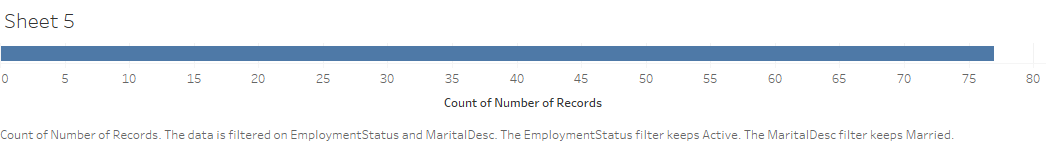 Sheet 5
0 5 10 15 20 25 30 35 40 45 50 55 60 65 70 75 80
Count of Number of Records
Count of Number of Records. The data is filtered on EmploymentStatus and MaritalDesc. The EmploymentStatus filter keeps Active. The MaritalDesc filter keeps Married.